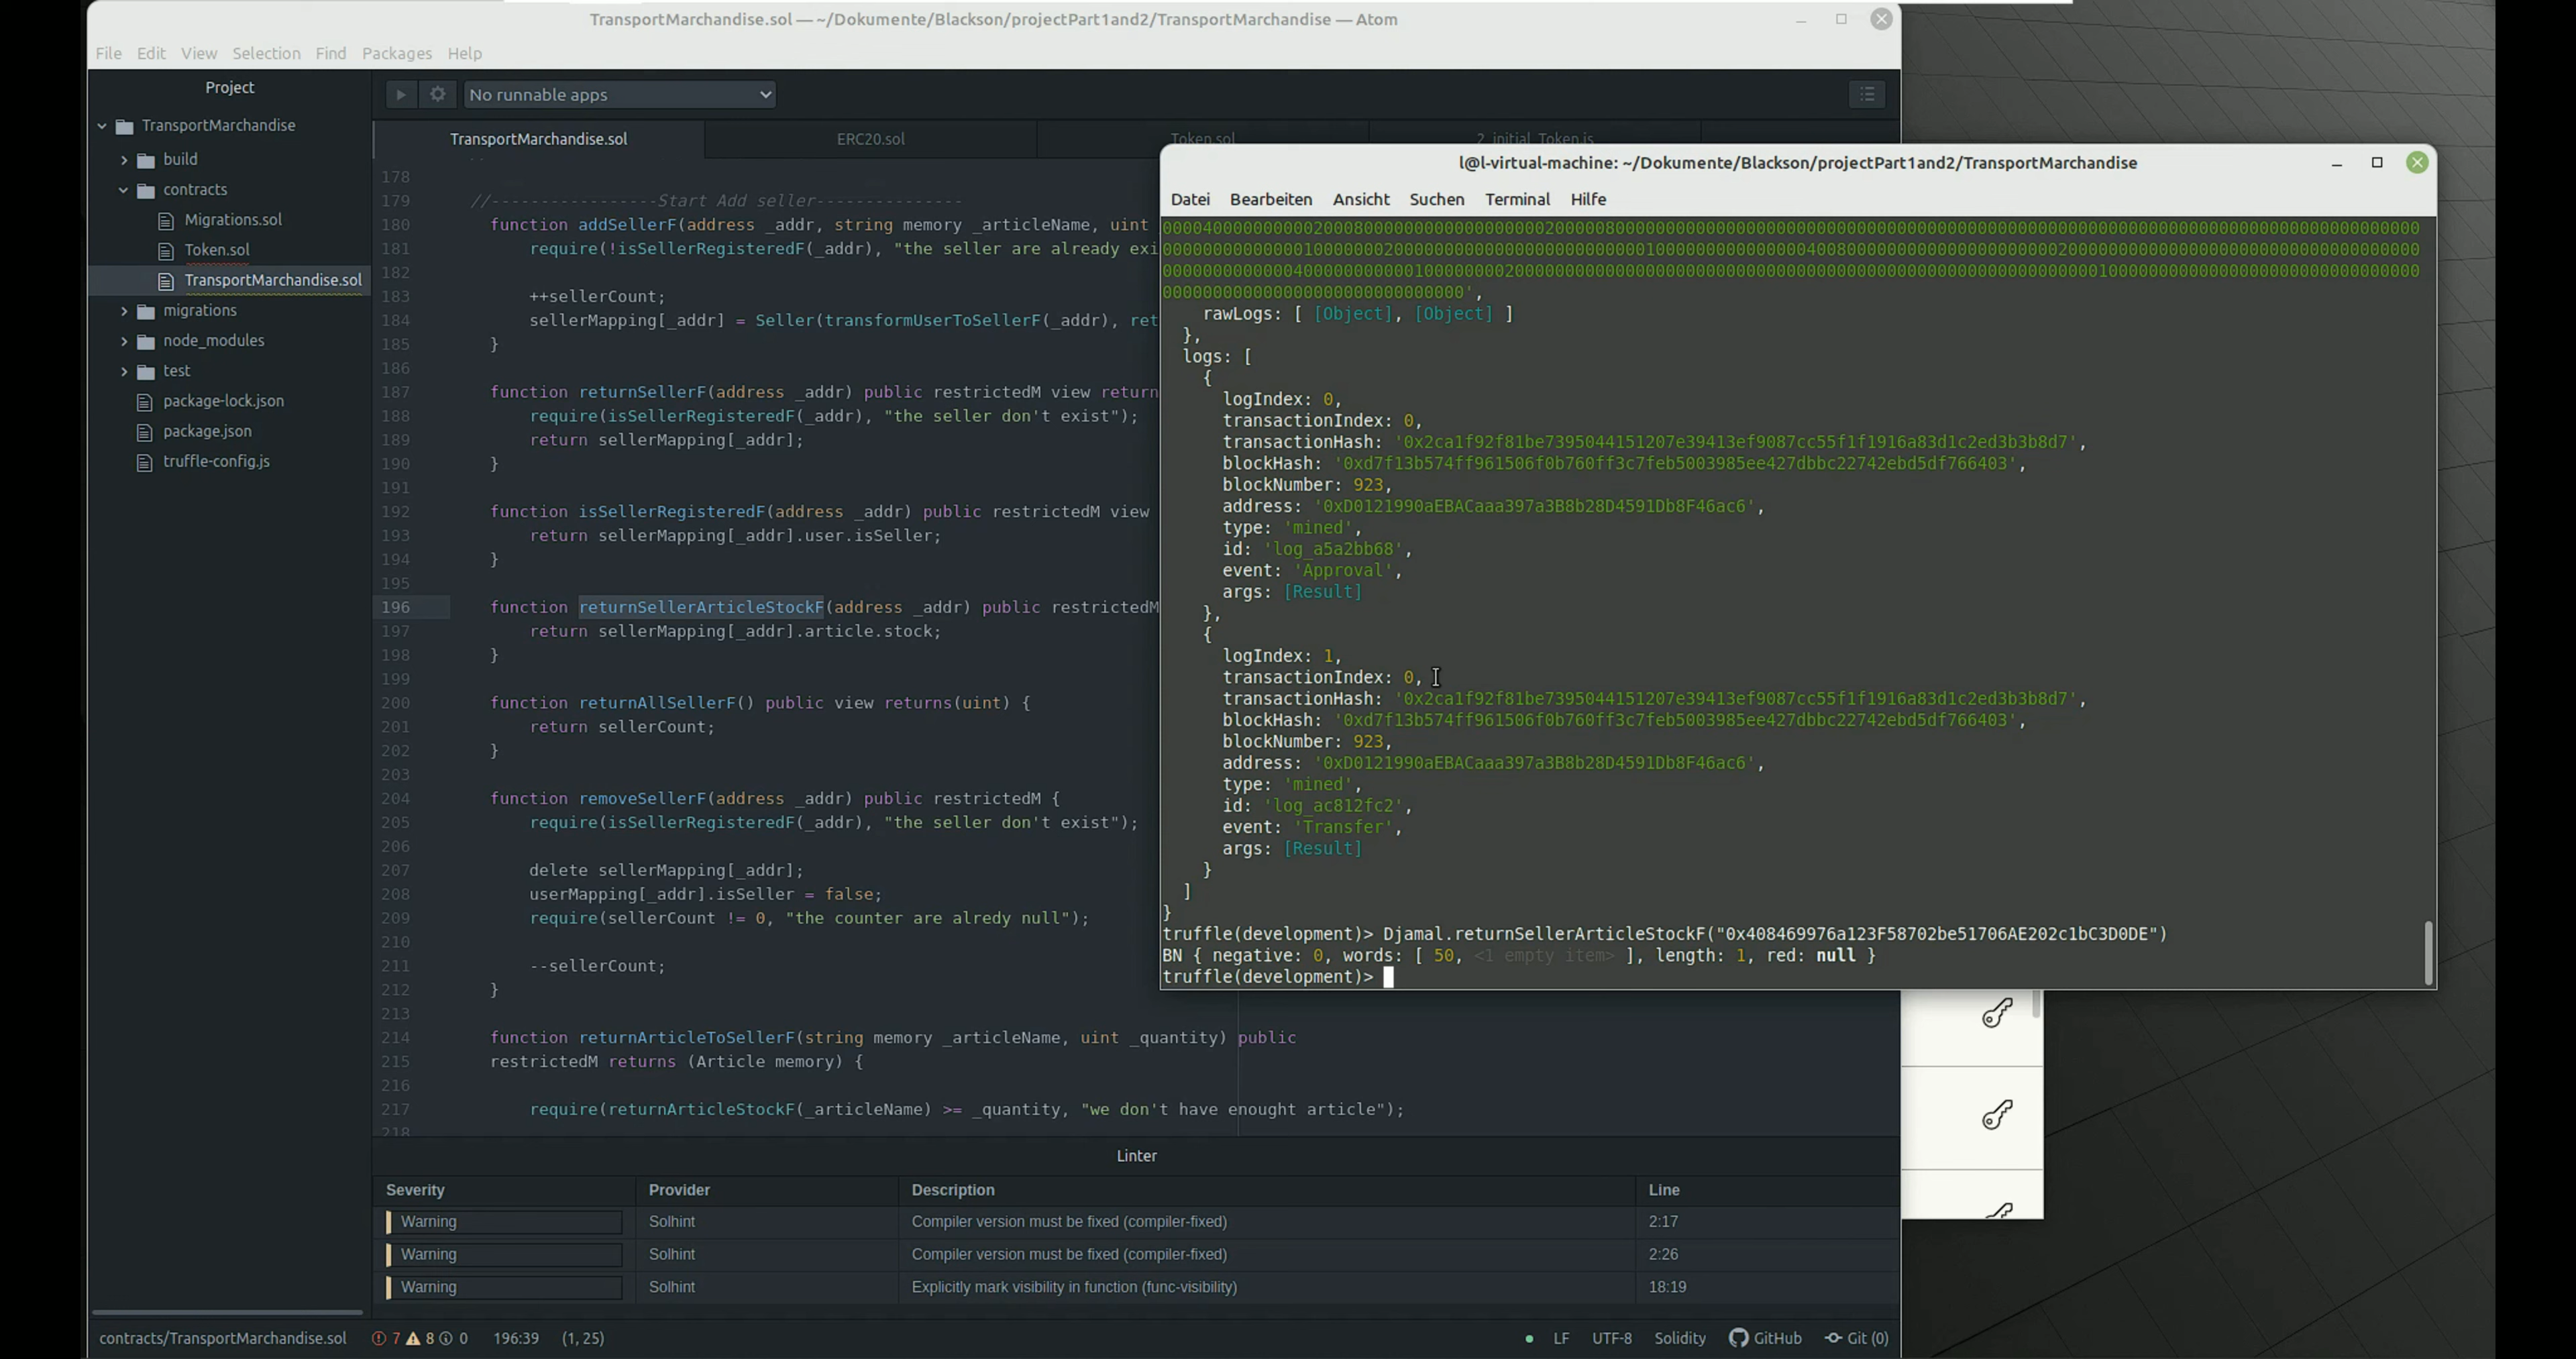 TransportMarchandise.sol — ~/Dokumente/Blackson/projectPart1and2/TransportMarchandise — Atom
File Edit View Selection Find Packages Help
Project
TransportMarchandise
build
contracts
Migrations.sol
Token.sol
TransportMarchandise.sol
migrations
node_modules
test
package-lock.json
package.json
truffle-config.js
No runnable apps
TransportMarchandise.sol ERC20.sol Token.sol 2_initial_Token.js
178
179 //-----------------Start Add seller---------------
180 function addSellerF(address _addr, string memory _articleName, uint
181 require(!isSellerRegisteredF(_addr), "the seller are already exi
182
183 ++sellerCount;
184 sellerMapping[_addr] = Seller(transformUserToSellerF(_addr), ret
185 }
186
187 function returnSellerF(address _addr) public restrictedM view return
188 require(isSellerRegisteredF(_addr), "the seller don't exist");
189 return sellerMapping[_addr];
190 }
191
192 function isSellerRegisteredF(address _addr) public restrictedM view
193 return sellerMapping[_addr].user.isSeller;
194 }
195
196 function returnSellerArticleStockF(address _addr) public restrictedM
197 return sellerMapping[_addr].article.stock;
198 }
199
200 function returnAllSellerF() public view returns(uint) {
201 return sellerCount;
202 }
203
204 function removeSellerF(address _addr) public restrictedM {
205 require(isSellerRegisteredF(_addr), "the seller don't exist");
206
207 delete sellerMapping[_addr];
208 userMapping[_addr].isSeller = false;
209 require(sellerCount != 0, "the counter are alredy null");
210
211 --sellerCount;
212 }
213
214 function returnArticleToSellerF(string memory _articleName, uint _quantity) public
215 restrictedM returns (Article memory) {
216
217 require(returnArticleStockF(_articleName) >= _quantity, "we don't have enought article");
218
Linter
Severity Provider Description Line
Warning Solhint Compiler version must be fixed (compiler-fixed) 2:17
Warning Solhint Compiler version must be fixed (compiler-fixed) 2:26
Warning Solhint Explicitly mark visibility in function (func-visibility) 18:19
contracts/TransportMarchandise.sol 7 8 0 196:39 (1, 25) LF UTF-8 Solidity GitHub Git (0)
l@l-virtual-machine: ~/Dokumente/Blackson/projectPart1and2/TransportMarchandise
Datei Bearbeiten Ansicht Suchen Terminal Hilfe
rawLogs: [ [Object], [Object] ]
},
logs: [
{
logIndex: 0,
transactionIndex: 0,
transactionHash: '0x2ca1f92f81be7395044151207e39413ef9087cc55f1f1916a83d1c2ed3b3b8d7',
blockHash: '0xd7f13b574ff961506f0b760ff3c7feb5003985ee427dbbc22742ebd5df766403',
blockNumber: 923,
address: '0xD0121990aEBACaaa397a3B8b28D4591Db8F46ac6',
type: 'mined',
id: 'log_a5a2bb68',
event: 'Approval',
args: [Result]
},
{
logIndex: 1,
transactionIndex: 0,
transactionHash: '0x2ca1f92f81be7395044151207e39413ef9087cc55f1f1916a83d1c2ed3b3b8d7',
blockHash: '0xd7f13b574ff961506f0b760ff3c7feb5003985ee427dbbc22742ebd5df766403',
blockNumber: 923,
address: '0xD0121990aEBACaaa397a3B8b28D4591Db8F46ac6',
type: 'mined',
id: 'log_ac812fc2',
event: 'Transfer',
args: [Result]
}
]
}
truffle(development)> Djamal.returnSellerArticleStockF("0x408469976a123F58702be51706AE202c1bC3D0DE")
BN { negative: 0, words: [ 50, <1 empty item> ], length: 1, red: null }
truffle(development)>